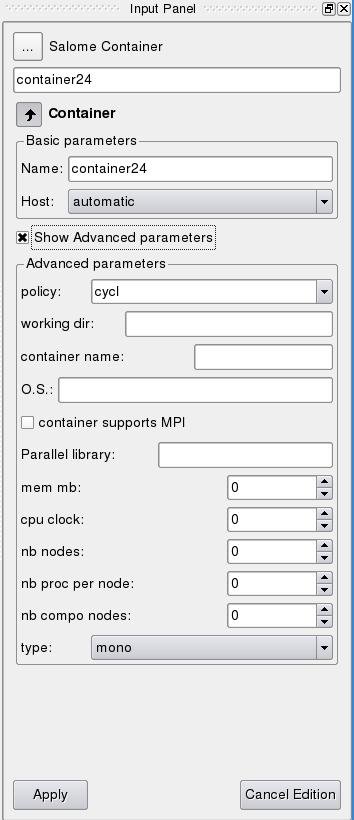 Input Panel
... Salome Container
container24
Container
Basic parameters
Name: container24
Host: automatic
Show Advanced parameters
Advanced parameters
policy: cycl
working dir:
container name:
O.S.:
container supports MPI
Parallel library:
mem mb: 0
cpu clock: 0
nb nodes: 0
nb proc per node: 0
nb compo nodes: 0
type: mono
Apply Cancel Edition